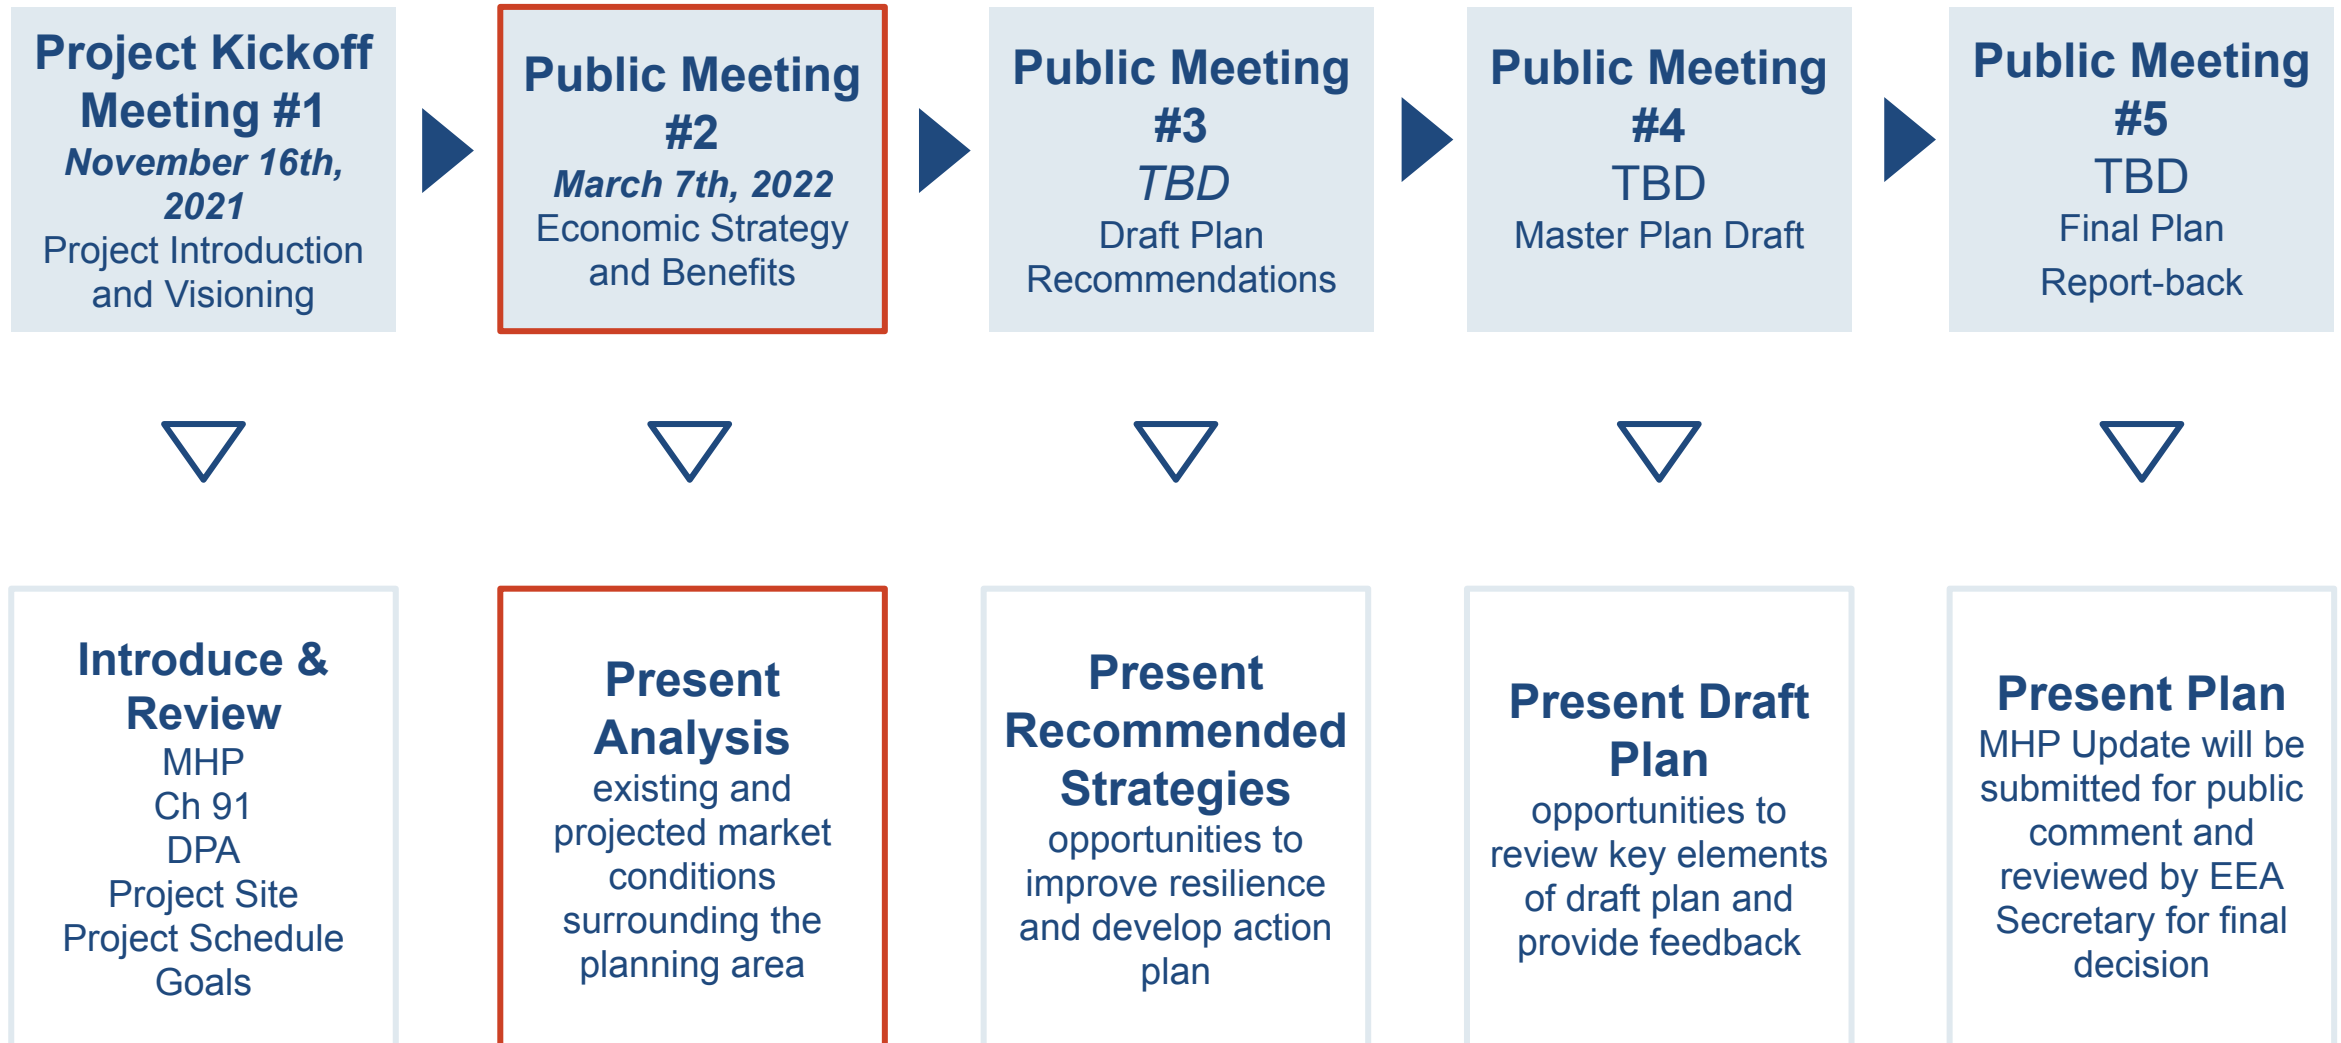 Project Kickoff
Meeting #1
November 16th,
2021
Project Introduction
and Visioning
Public Meeting
#2
March 7th, 2022
Economic Strategy
and Benefits
Public Meeting
#3
TBD
Draft Plan
Recommendations
Public Meeting
#4
TBD
Master Plan Draft
Public Meeting
#5
TBD
Final Plan
Report-back
Introduce &
Review
MHP
Ch 91
DPA
Project Site
Project Schedule
Goals
Present
Analysis
existing and
projected market
conditions
surrounding the
planning area
Present
Recommended
Strategies
opportunities to
improve resilience
and develop action
plan
Present Draft
Plan
opportunities to
review key elements
of draft plan and
provide feedback
Present Plan
MHP Update will be
submitted for public
comment and
reviewed by EEA
Secretary for final
decision